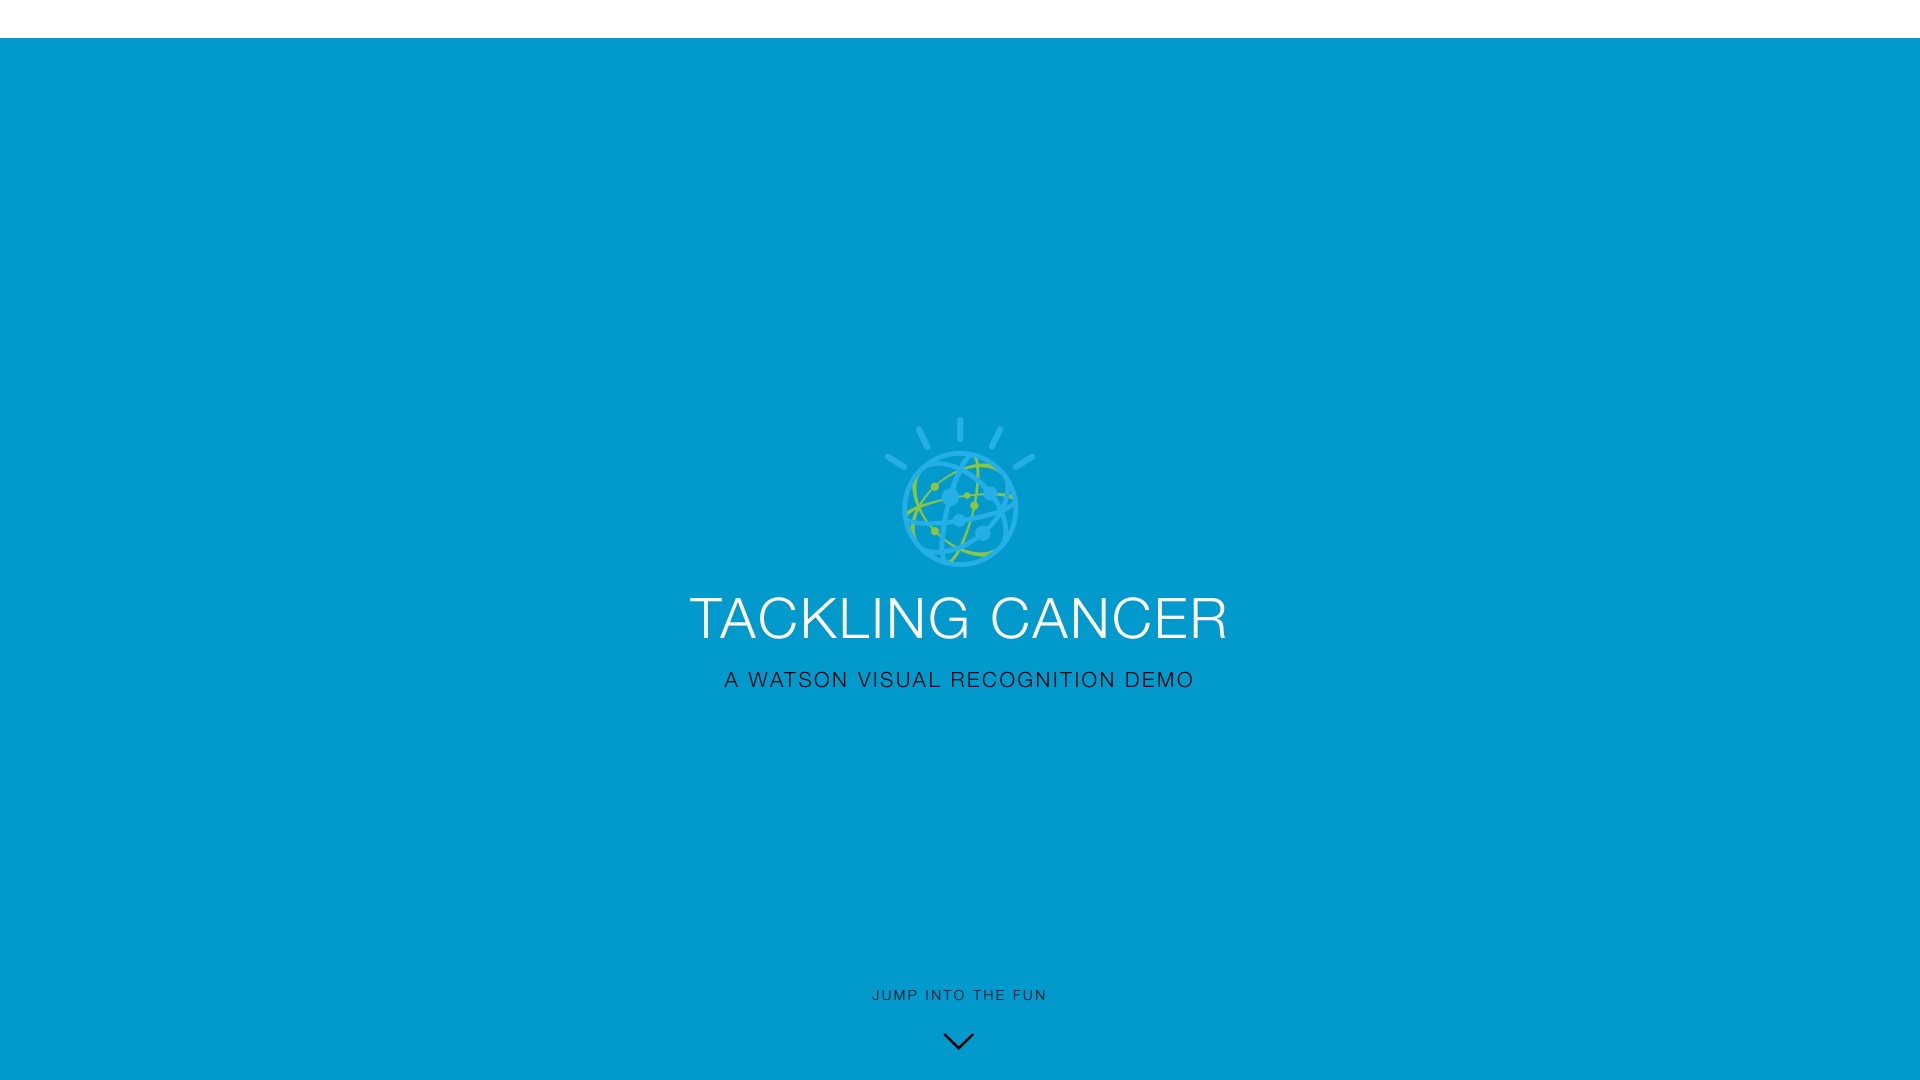 TACKLING CANCER
A WATSON VISUAL RECOGNITION DEMO
JUMP INTO THE FUN